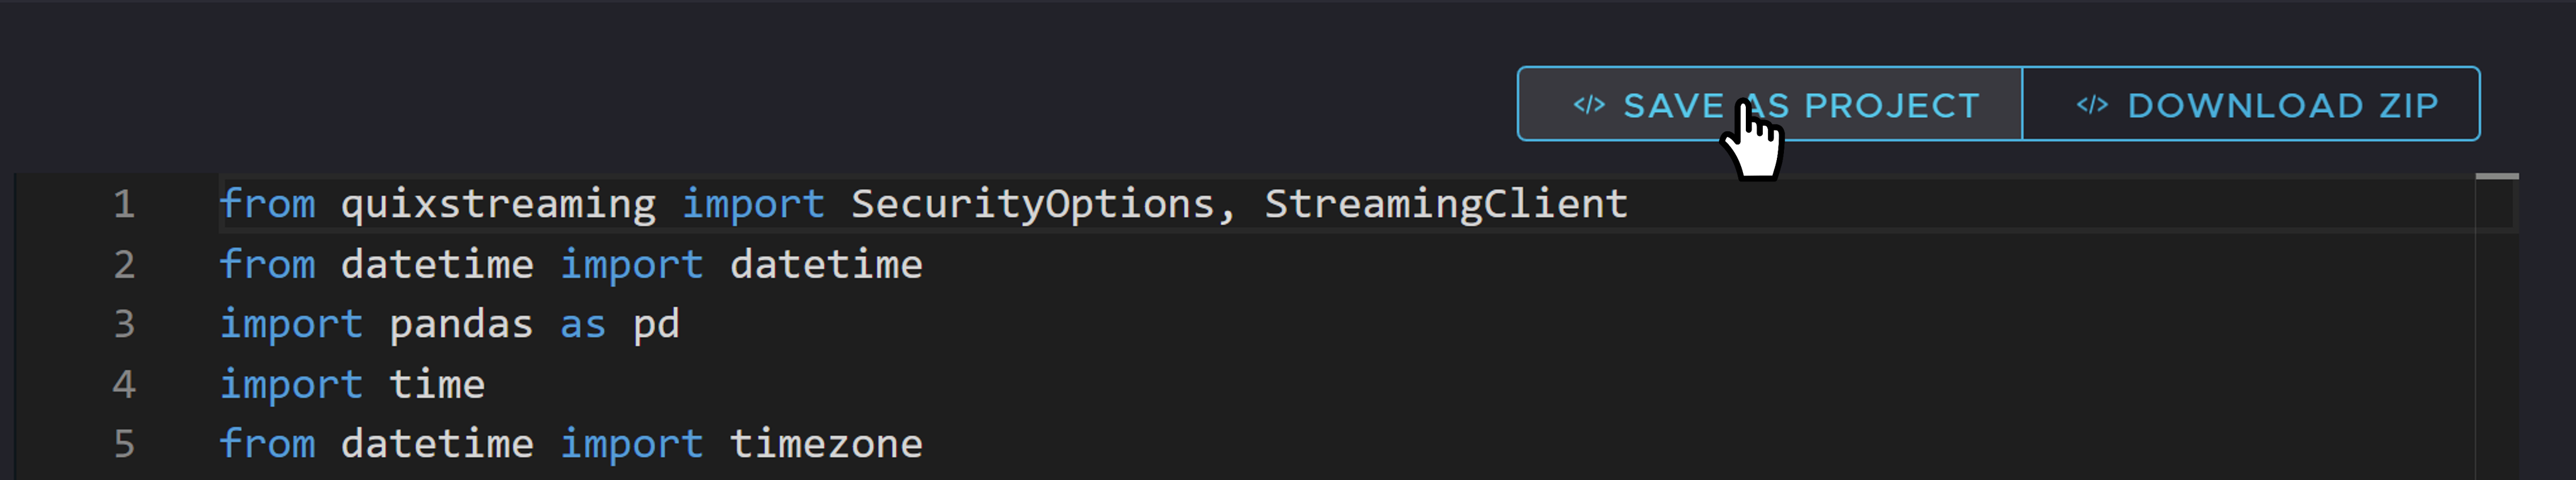 </> SAVE AS PROJECT </> DOWNLOAD ZIP
1 from quixstreaming import SecurityOptions, StreamingClient
2 from datetime import datetime
3 import pandas as pd
4 import time
5 from datetime import timezone